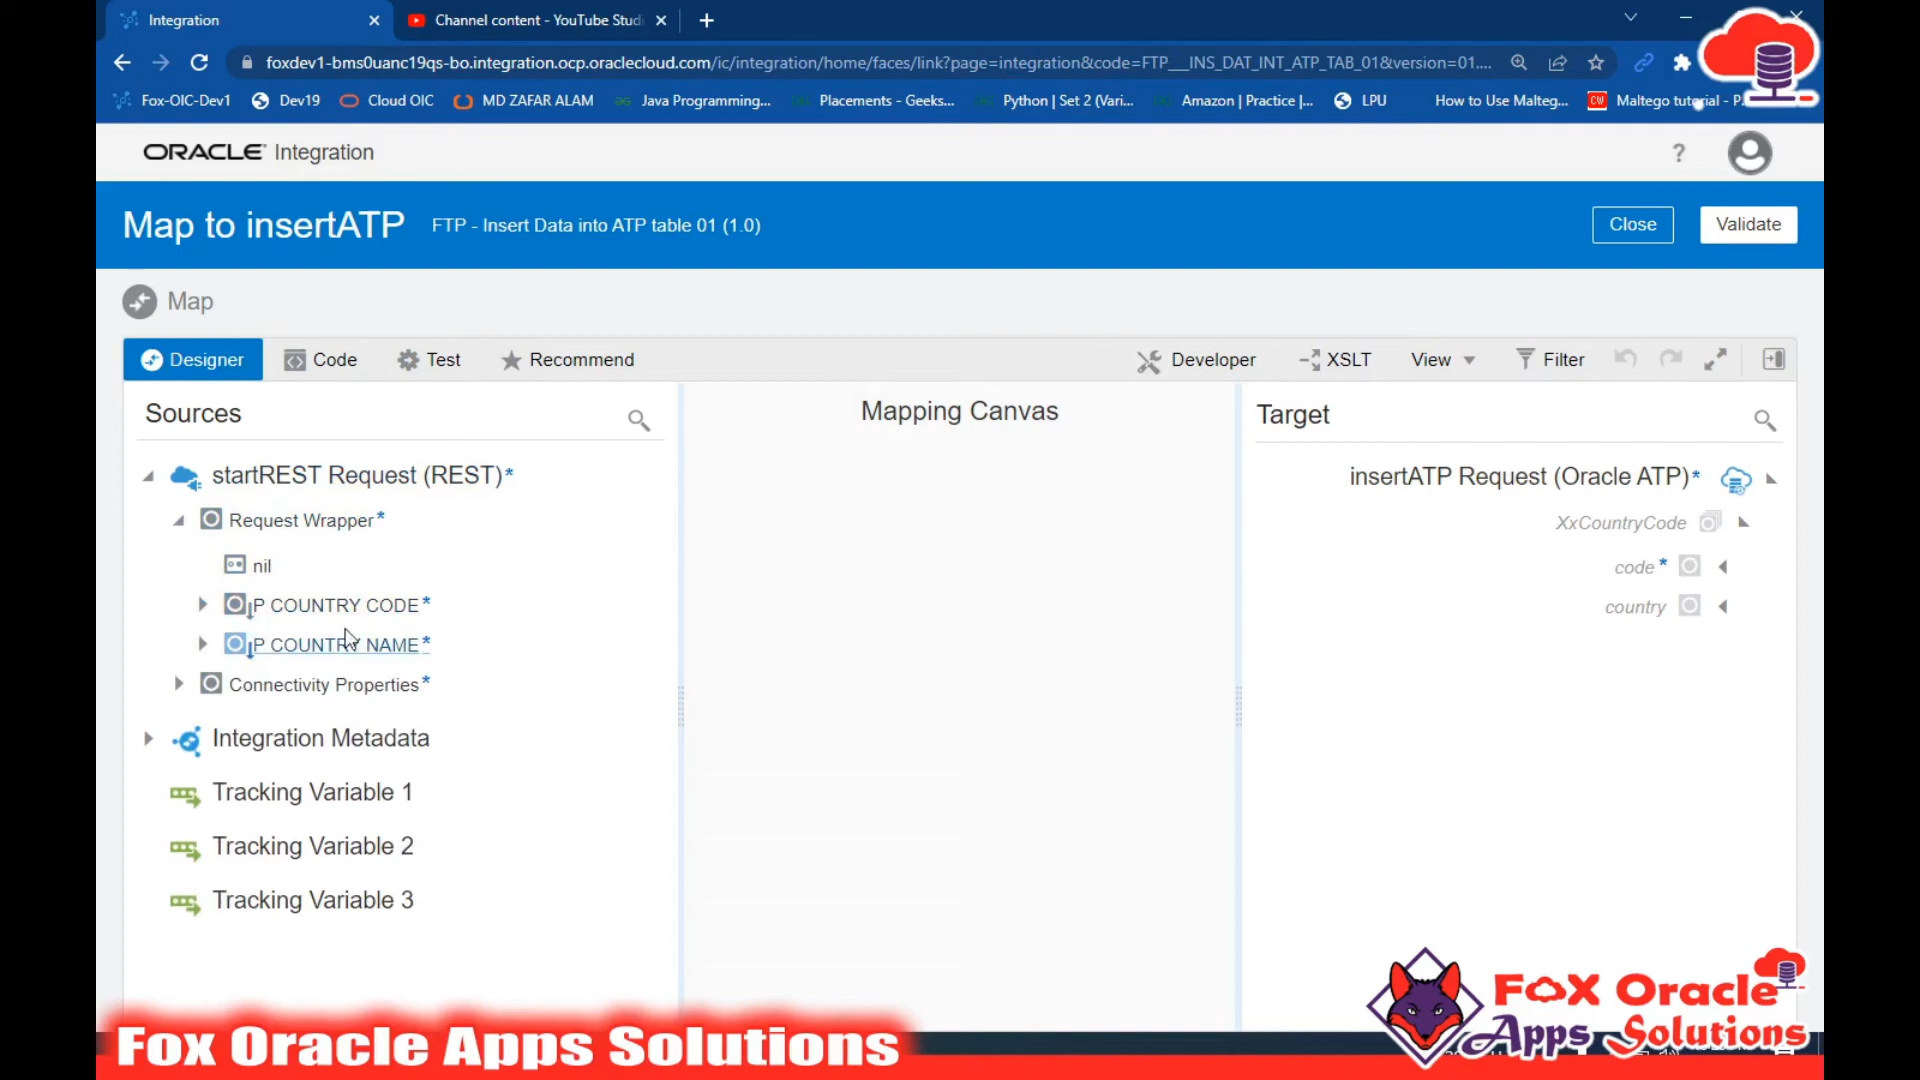 Integration
Channel content - YouTube Stud
foxdev1-bms0uanc19qs-bo.integration.ocp.oraclecloud.com/ic/integration/home/faces/link?page=integration&code=FTP__INS_DAT_INT_ATP_TAB_01&version=01....
Fox-OIC-Dev1
Dev19
Cloud OIC
MD ZAFAR ALAM
Java Programming...
Placements - Geeks...
Python | Set 2 (Vari...
Amazon | Practice |...
LPU
How to Use Malteg...
CW
Maltego tutorial - P
ORACLE Integration
?
Map to insertATP
FTP - Insert Data into ATP table 01 (1.0)
Close
Validate
Map
Designer
Code
Test
Recommend
Developer
XSLT
View
Filter
Sources
Mapping Canvas
Target
startREST Request (REST)*
Request Wrapper*
nil
P COUNTRY CODE*
P COUNTRY NAME*
Connectivity Properties*
Integration Metadata
Tracking Variable 1
Tracking Variable 2
Tracking Variable 3
insertATP Request (Oracle ATP)*
XxCountryCode
code*
country
Fox Oracle Apps Solutions
FOX Oracle
Apps Solutions